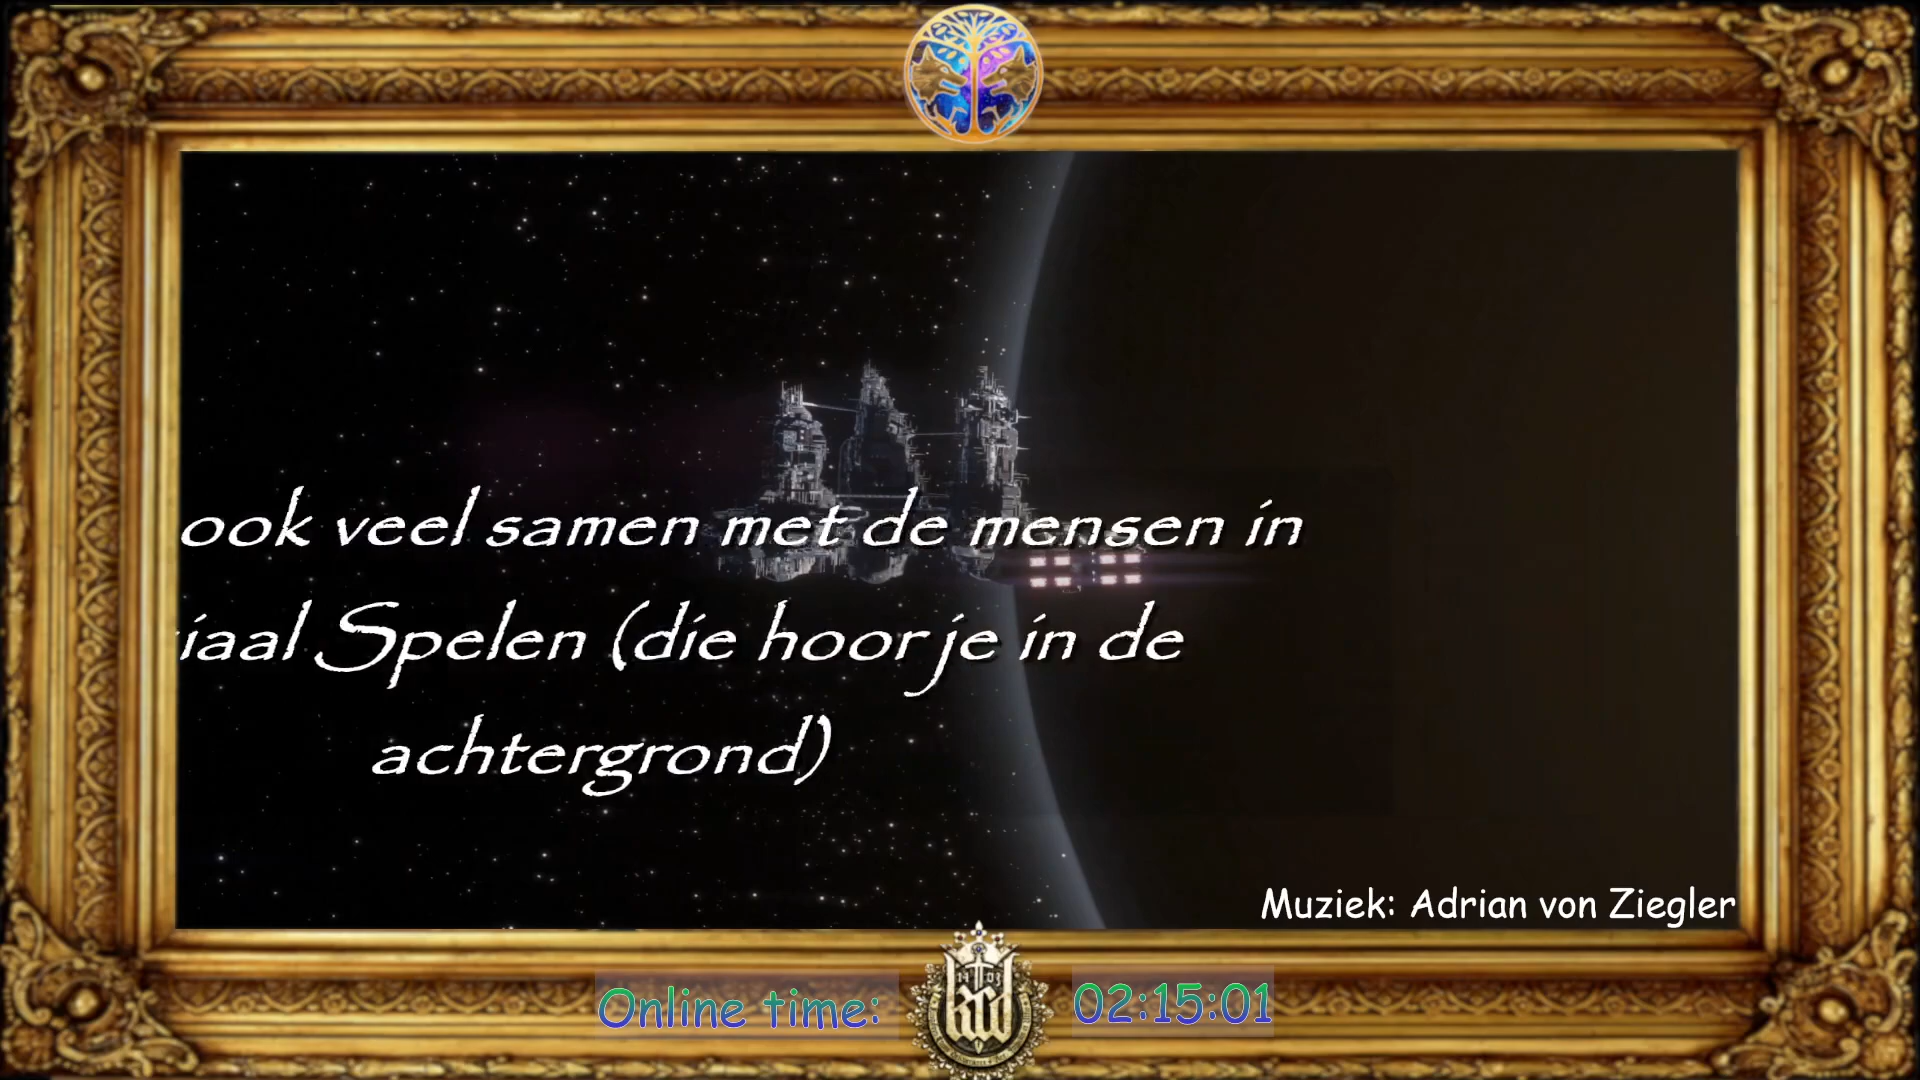 ook veel samen met de mensen in
iaal Spelen (die hoor je in de
achtergrond)
Muziek: Adrian von Ziegler
Online time: 02:15:01